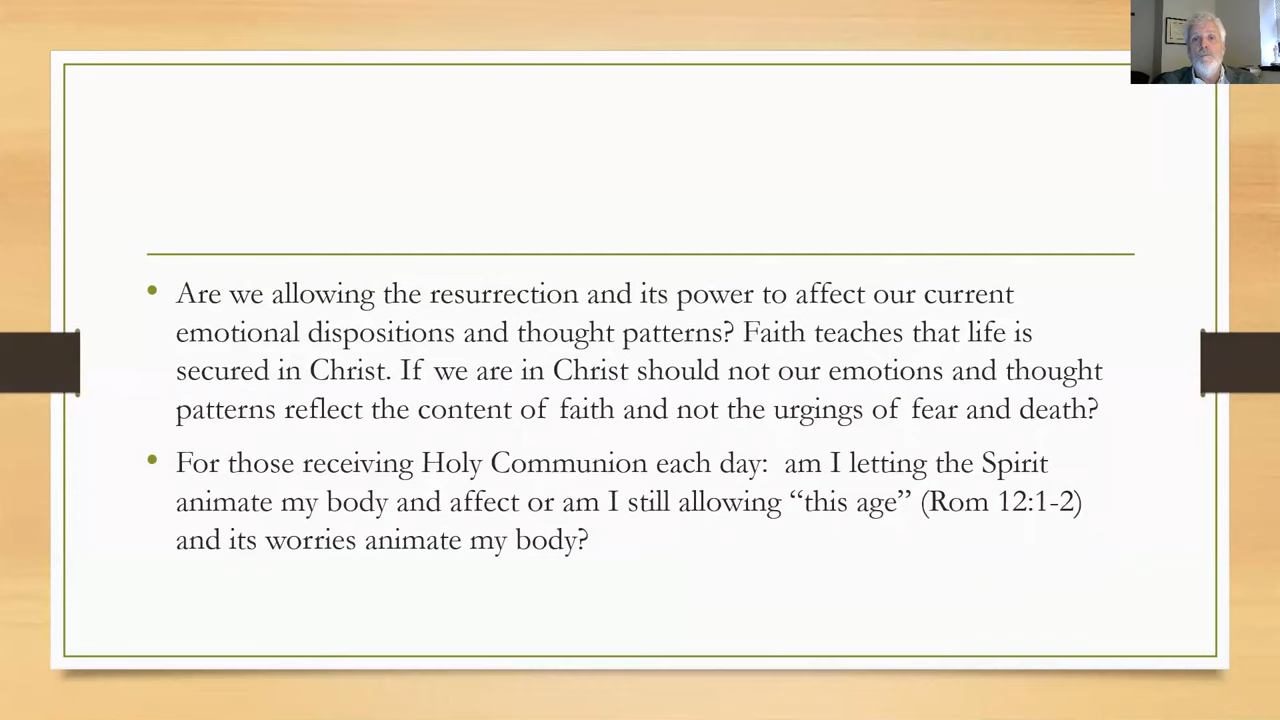 Are we allowing the resurrection and its power to affect our current
emotional dispositions and thought patterns? Faith teaches that life is
secured in Christ. If we are in Christ should not our emotions and thought
patterns reflect the content of faith and not the urgings of fear and death?
For those receiving Holy Communion each day:  am I letting the Spirit
animate my body and affect or am I still allowing “this age” (Rom 12:1-2)
and its worries animate my body?